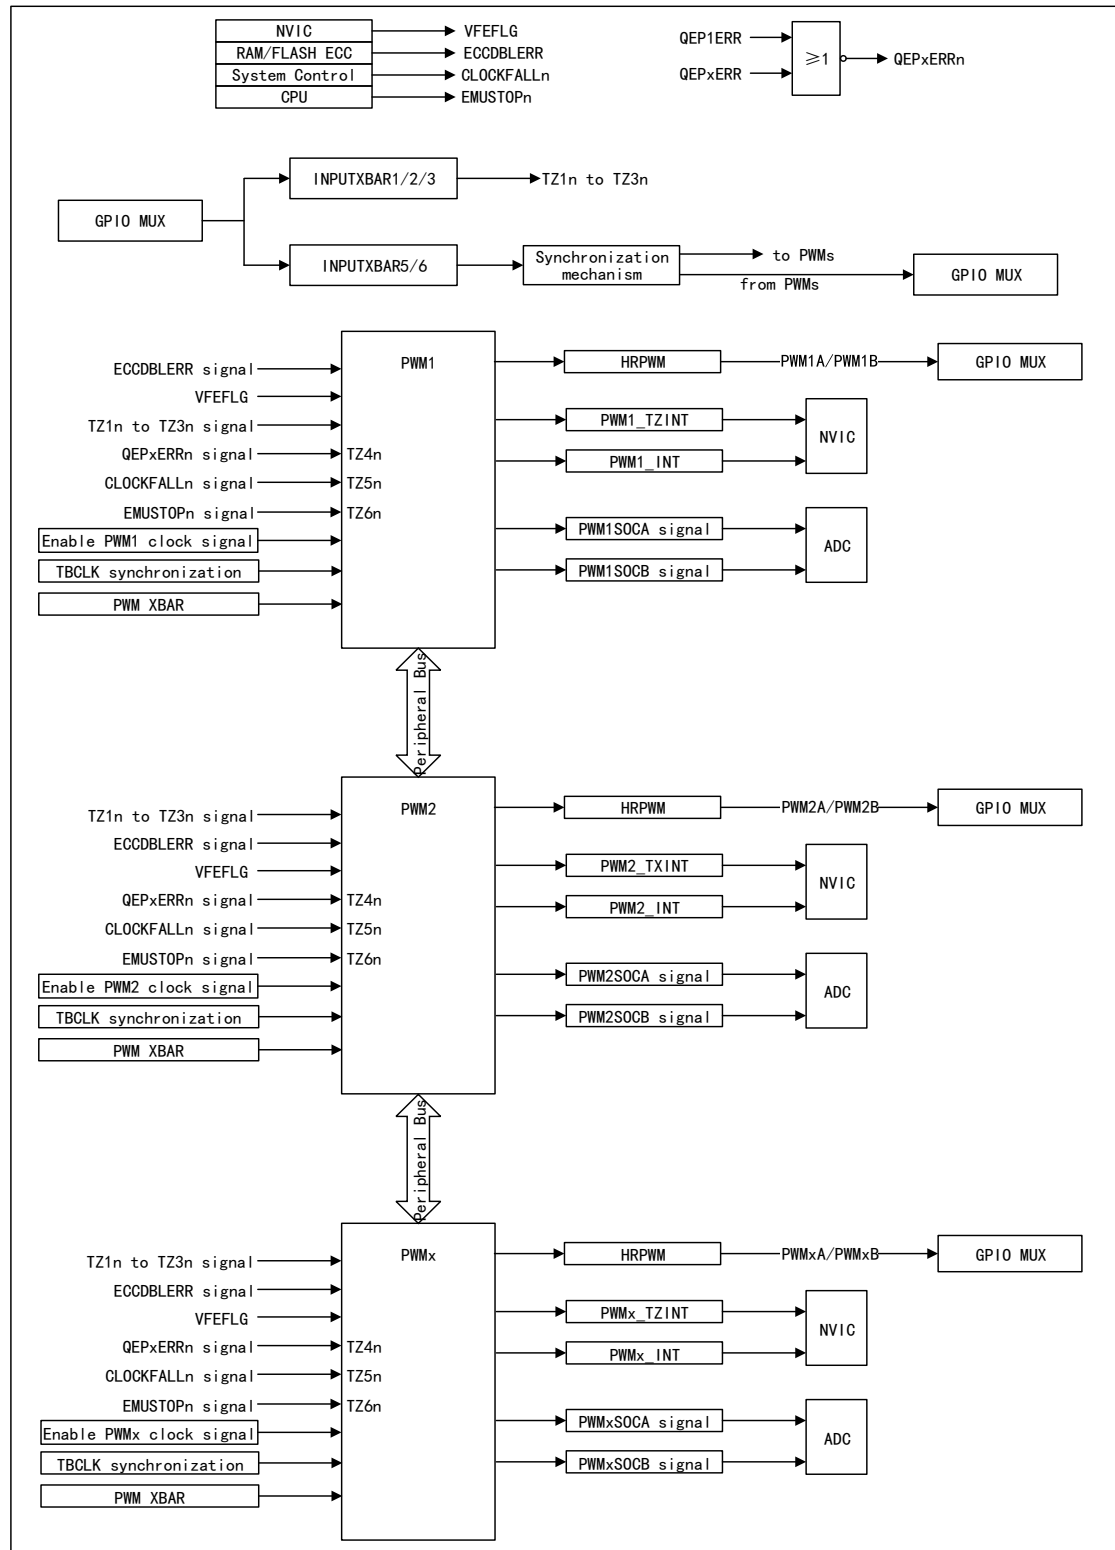 NVIC
VFEFLG
RAM/FLASH ECC
ECCDBLERR
System Control
CLOCKFALLn
CPU
EMUSTOPn
QEP1ERR
QEPxERR
≥1
QEPxERRn
GPIO MUX
INPUTXBAR1/2/3
TZ1n to TZ3n
INPUTXBAR5/6
Synchronization
mechanism
to PWMs
from PWMs
GPIO MUX
PWM1
ECCDBLERR signal
VFEFLG
TZ1n to TZ3n signal
QEPxERRn signal
TZ4n
CLOCKFALLn signal
TZ5n
EMUSTOPn signal
TZ6n
Enable PWM1 clock signal
TBCLK synchronization
PWM XBAR
HRPWM
PWM1A/PWM1B
GPIO MUX
PWM1_TZINT
PWM1_INT
NVIC
PWM1SOCA signal
PWM1SOCB signal
ADC
Peripheral Bus
PWM2
TZ1n to TZ3n signal
ECCDBLERR signal
VFEFLG
QEPxERRn signal
TZ4n
CLOCKFALLn signal
TZ5n
EMUSTOPn signal
TZ6n
Enable PWM2 clock signal
TBCLK synchronization
PWM XBAR
HRPWM
PWM2A/PWM2B
GPIO MUX
PWM2_TXINT
PWM2_INT
NVIC
PWM2SOCA signal
PWM2SOCB signal
ADC
Peripheral Bus
PWMx
TZ1n to TZ3n signal
ECCDBLERR signal
VFEFLG
QEPxERRn signal
TZ4n
CLOCKFALLn signal
TZ5n
EMUSTOPn signal
TZ6n
Enable PWMx clock signal
TBCLK synchronization
PWM XBAR
HRPWM
PWMxA/PWMxB
GPIO MUX
PWMx_TZINT
PWMx_INT
NVIC
PWMxSOCA signal
PWMxSOCB signal
ADC